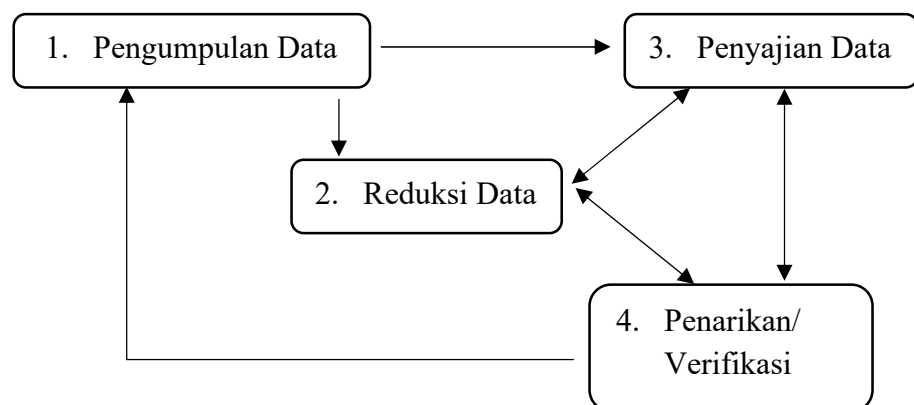 1. Pengumpulan Data
3. Penyajian Data
2. Reduksi Data
4. Penarikan/
Verifikasi